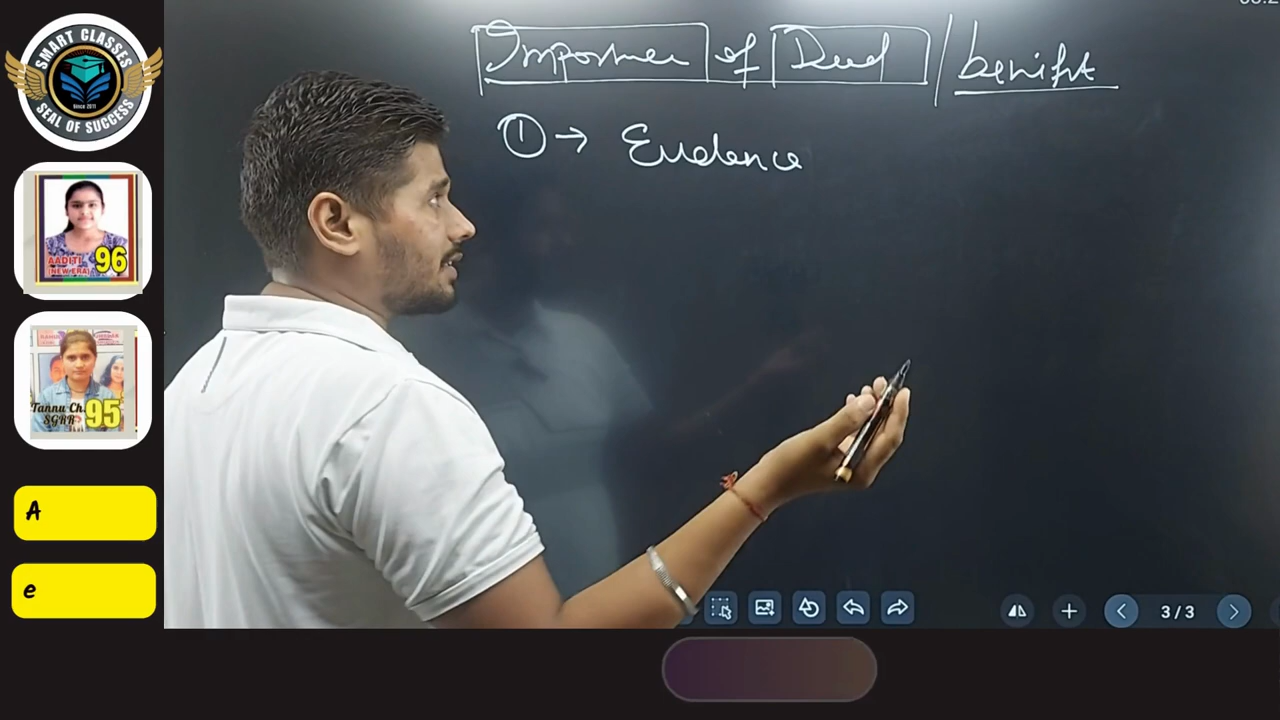 SMART CLASSES
Since 2011
SEAL OF SUCCESS
AADITI
(NEW ERA) 96
Tannu Ch.
SGRR 95
A
e
Importance of Deed / benifit
① → Evidence
3 / 3